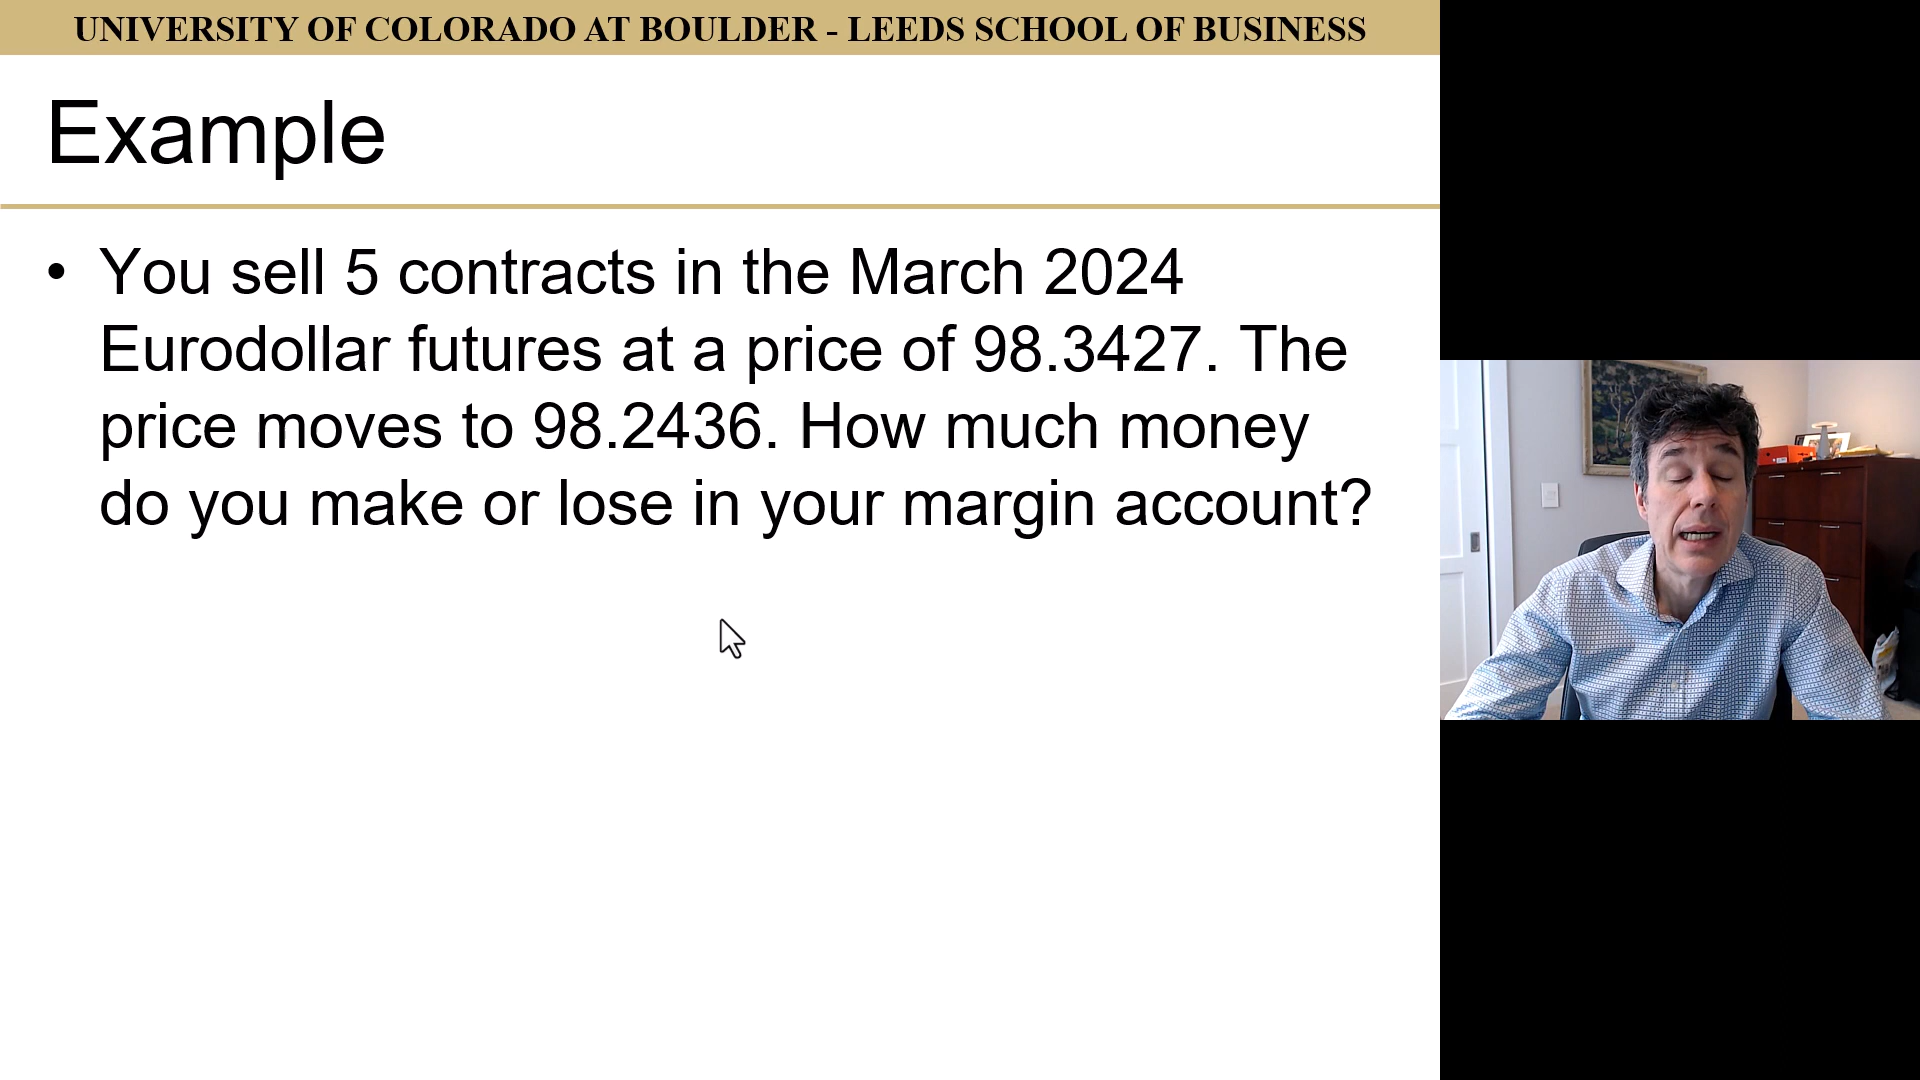 UNIVERSITY OF COLORADO AT BOULDER - LEEDS SCHOOL OF BUSINESS
Example
• You sell 5 contracts in the March 2024
Eurodollar futures at a price of 98.3427. The
price moves to 98.2436. How much money
do you make or lose in your margin account?